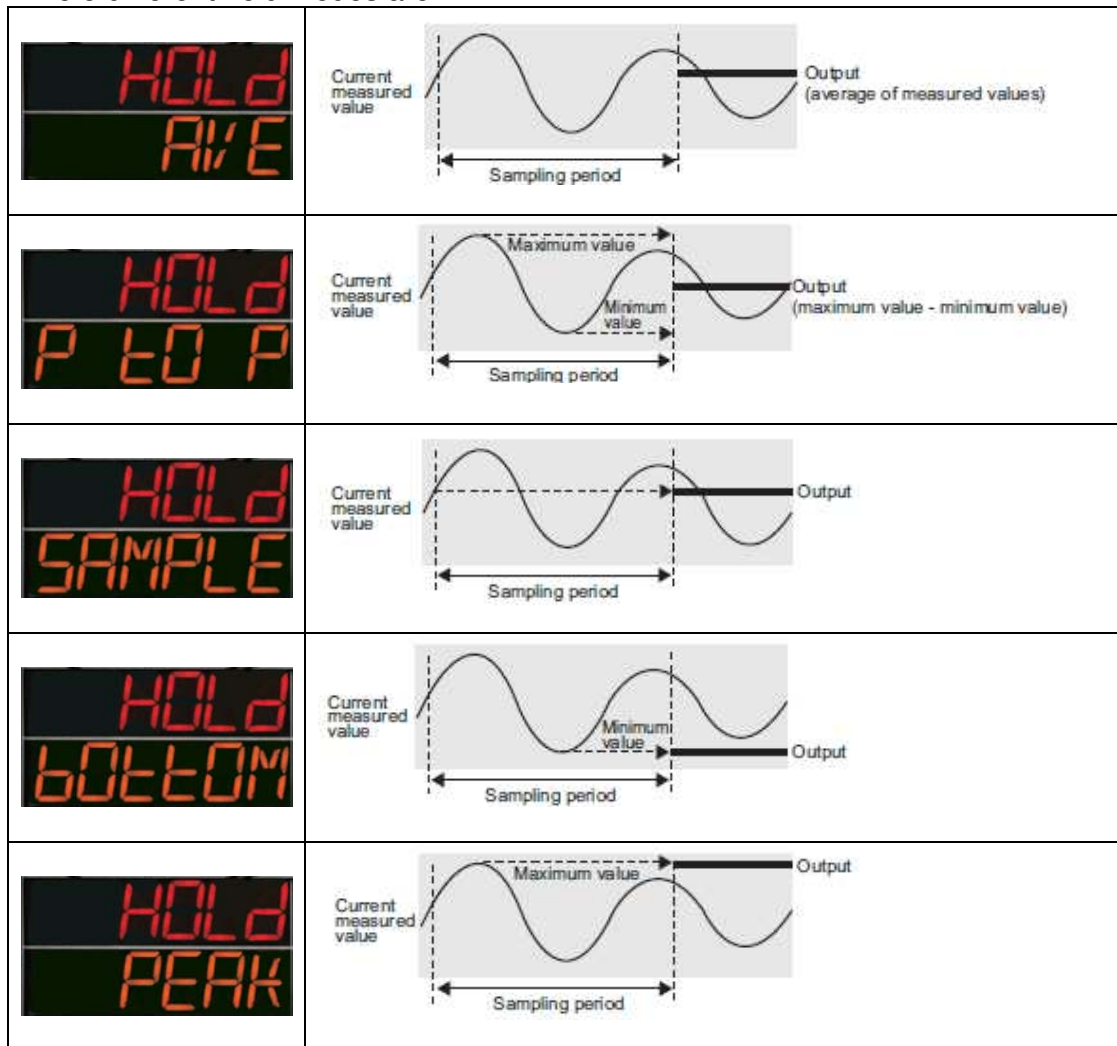 HOLd
AVE
Current
measured
value
Output
(average of measured values)
Sampling period
HOLd
P tO P
Current
measured
value
Maximum value
Minimum
value
Output
(maximum value - minimum value)
Sampling period
HOLd
SAMPLE
Current
measured
value
Output
Sampling period
HOLd
bOttOM
Current
measured
value
Minimum
value
Output
Sampling period
HOLd
PEAK
Current
measured
value
Maximum value
Output
Sampling period